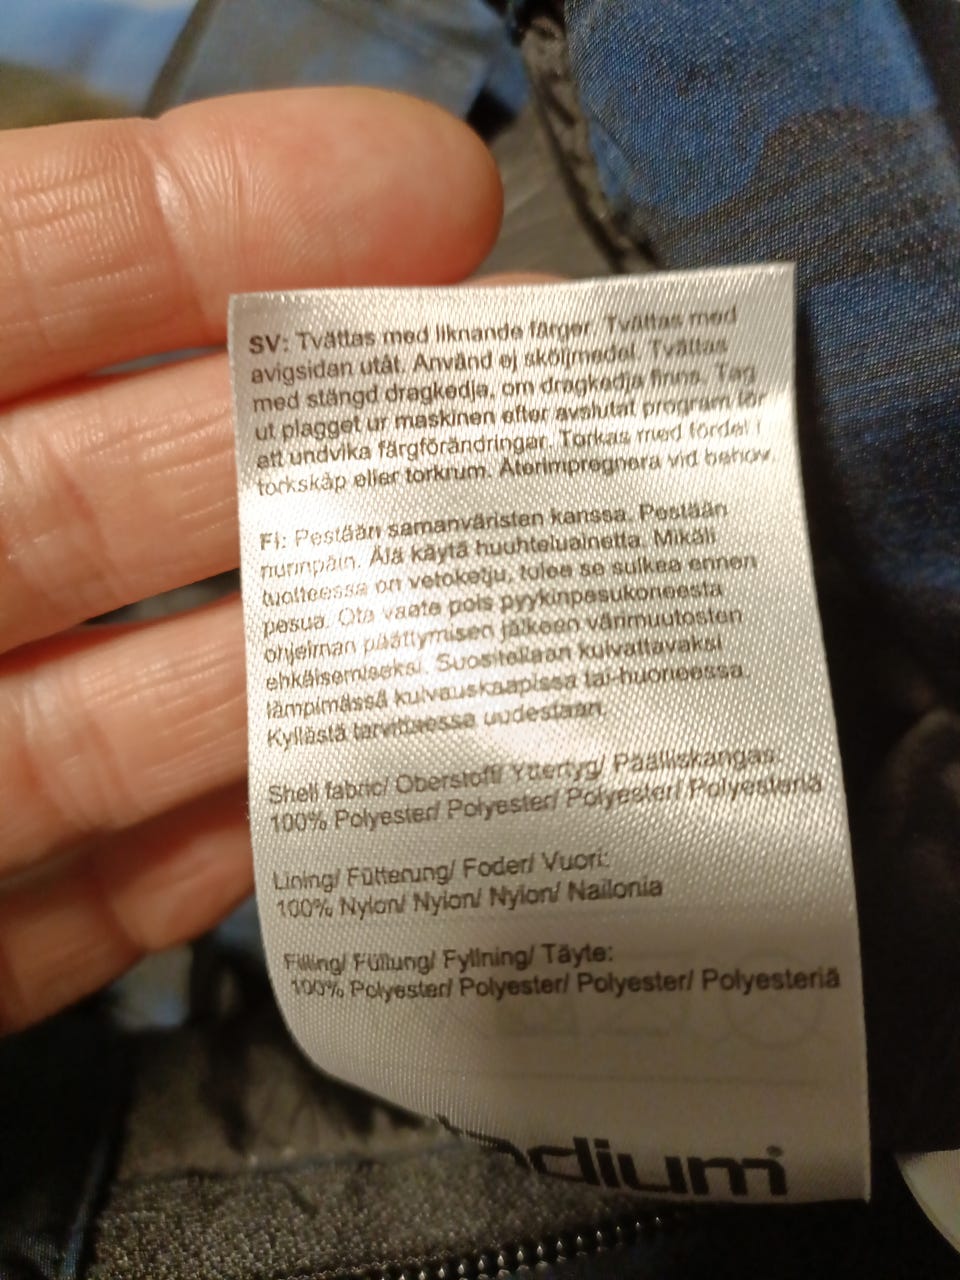 SV: Tvättas med liknande färger. Tvättas med
avigsidan utåt. Använd ej sköljmedel. Tvättas
med stängd dragkedja, om dragkedja finns. Tag
ut plagget ur maskinen efter avslutat program för
att undvika färgförändringar. Torkas med fördel i
torkskåp eller torkrum. Återimpregnera vid behov.
FI: Pestään samanväristen kanssa. Pestään
nurinpäin. Älä käytä huuhteluainetta. Mikäli
tuotteessa on vetoketju, tulee se sulkea ennen
pesua. Ota vaate pois pyykinpesukoneesta
ohjelman päättymisen jälkeen värimuutosten
ehkäisemiseksi. Suositellaan kuivattavaksi
lämpimässä kuivauskaapissa tai-huoneessa.
Kyllästä tarvittaessa uudestaan.
Shell fabric/ Oberstoff/ Yttertyg/ Päälliskangas:
100% Polyester/ Polyester/ Polyester/ Polyesteriä
Lining/ Fütterung/ Foder/ Vuori:
100% Nylon/ Nylon/ Nylon/ Nailonia
Filling/ Füllung/ Fyllning/ Täyte:
100% Polyester/ Polyester/ Polyester/ Polyesteriä